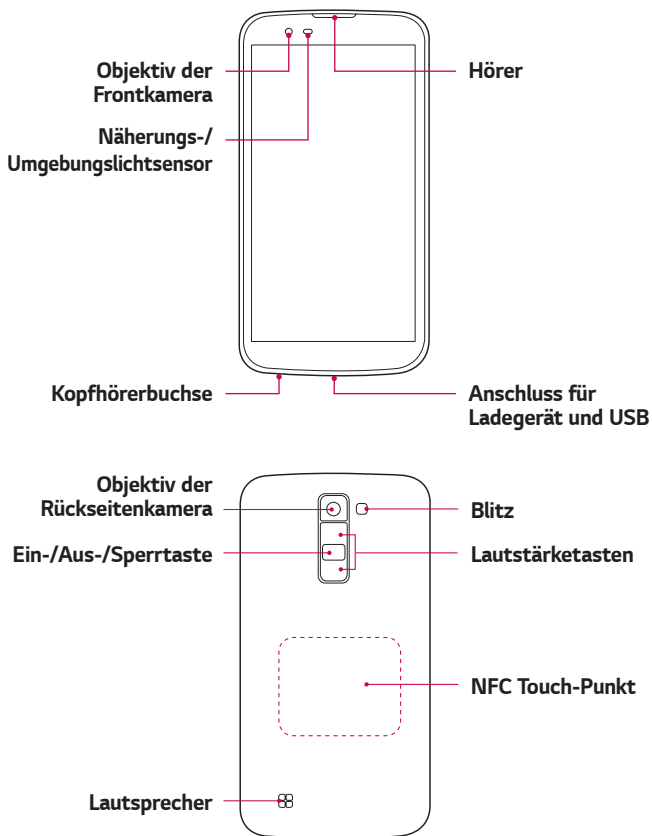 Objektiv der
Frontkamera
Hörer
Näherungs-/
Umgebungslichtsensor
Kopfhörerbuchse
Anschluss für
Ladegerät und USB
Objektiv der
Rückseitenkamera
Blitz
Ein-/Aus-/Sperrtaste
Lautstärketasten
NFC Touch-Punkt
Lautsprecher